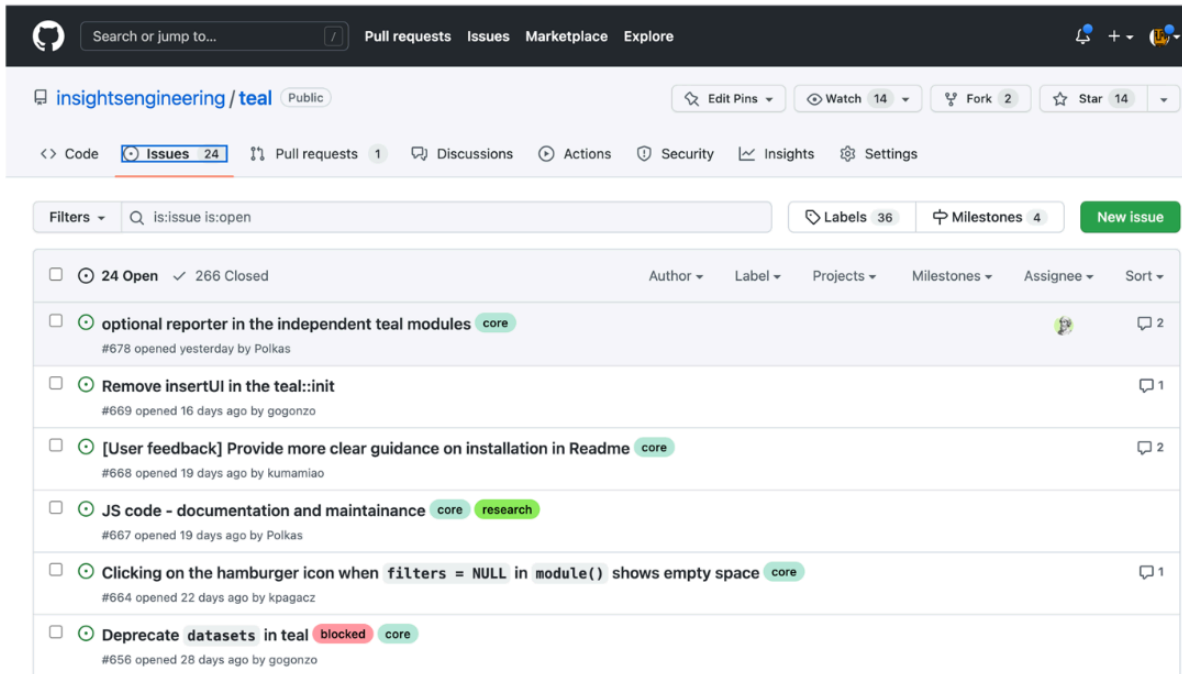 Search or jump to... / Pull requests Issues Marketplace Explore
insightsengineering / teal Public Edit Pins Watch 14 Fork 2 Star 14
<> Code Issues 24 Pull requests 1 Discussions Actions Security Insights Settings
Filters is:issue is:open Labels 36 Milestones 4 New issue
24 Open 266 Closed Author Label Projects Milestones Assignee Sort
optional reporter in the independent teal modules core 2
#678 opened yesterday by Polkas
Remove insertUI in the teal::init 1
#669 opened 16 days ago by gogonzo
[User feedback] Provide more clear guidance on installation in Readme core 2
#668 opened 19 days ago by kumamiao
JS code - documentation and maintainance core research
#667 opened 19 days ago by Polkas
Clicking on the hamburger icon when filters = NULL in module() shows empty space core 1
#664 opened 22 days ago by kpagacz
Deprecate datasets in teal blocked core
#656 opened 28 days ago by gogonzo